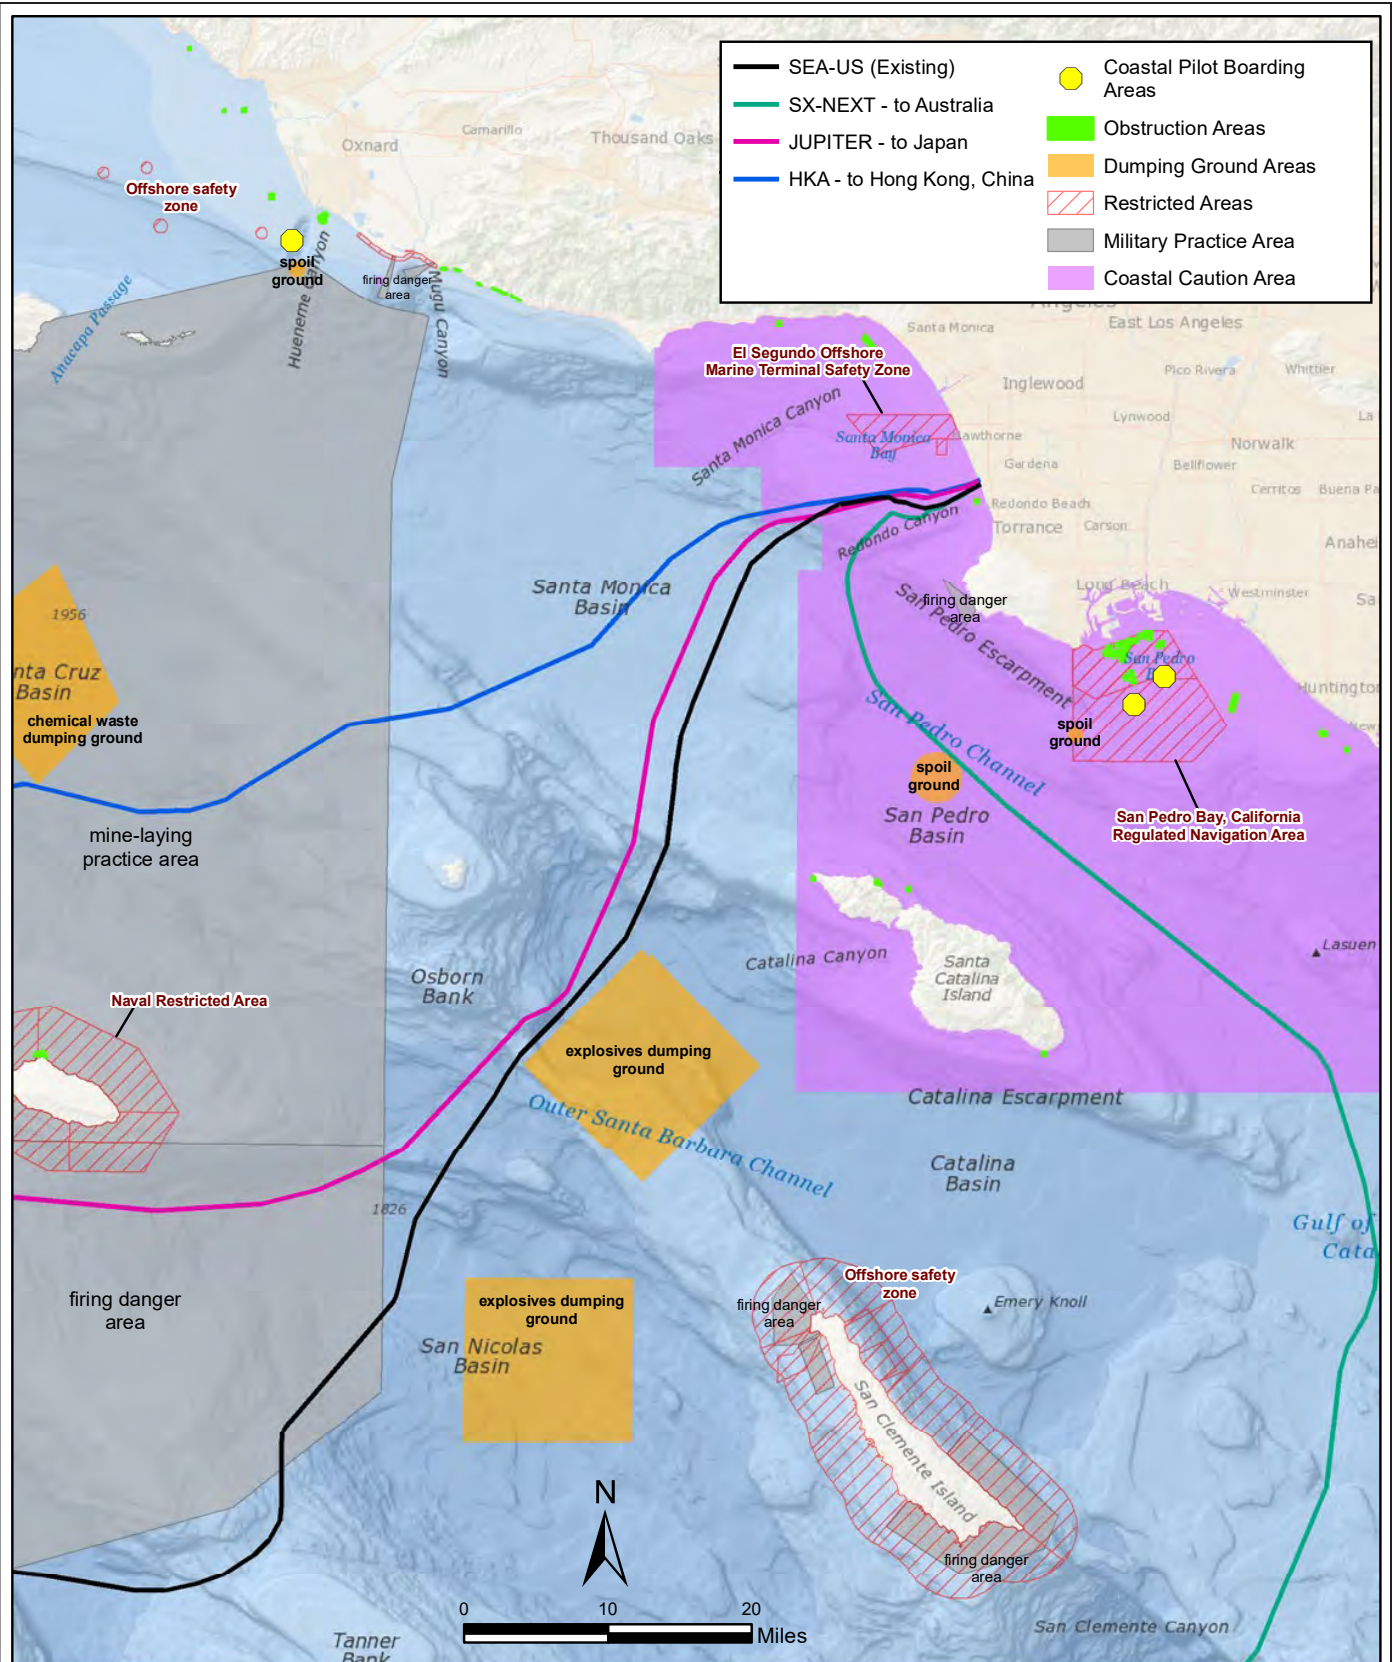 SEA-US (Existing)
SX-NEXT - to Australia
JUPITER - to Japan
HKA - to Hong Kong, China
Coastal Pilot Boarding
Areas
Obstruction Areas
Dumping Ground Areas
Restricted Areas
Military Practice Area
Coastal Caution Area
Oxnard
Camarillo
Thousand Oaks
Offshore safety
zone
spoil
ground
Hueneme Canyon
firing danger
area
Mugu Canyon
Anacapa Passage
Santa Monica
East Los Angeles
Pico Rivera
Whittier
Inglewood
Lynwood
La
Norwalk
Gardena
Bellflower
Cerritos
Buena Pa
Redondo Beach
Torrance
Carson
Anahei
El Segundo Offshore
Marine Terminal Safety Zone
Santa Monica Canyon
Santa Monica
Bay
Redondo Canyon
Santa Monica
Basin
Long Beach
Westminster
Sa
firing danger
area
San Pedro Escarpment
San Pedro
Huntington
spoil
ground
San Pedro Channel
spoil
ground
San Pedro
Basin
San Pedro Bay, California
Regulated Navigation Area
1956
nta Cruz
Basin
chemical waste
dumping ground
mine-laying
practice area
Catalina Canyon
Santa
Catalina
Island
Lasuen
Osborn
Bank
Naval Restricted Area
explosives dumping
ground
Outer Santa Barbara Channel
Catalina Escarpment
Catalina
Basin
Gulf of
Cata
1826
firing danger
area
explosives dumping
ground
San Nicolas
Basin
Offshore safety
zone
firing danger
area
Emery Knoll
San Clemente Island
firing danger
area
San Clemente Canyon
N
0 10 20
Miles
Tanner
Bank